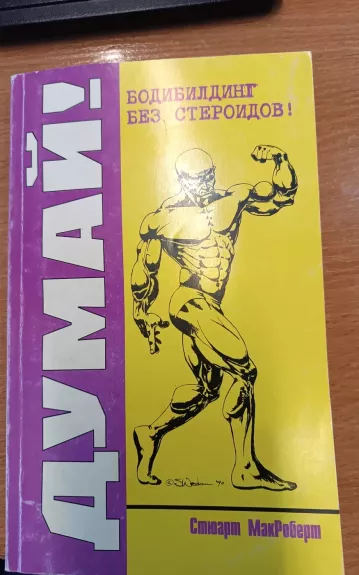 ДУМАЙ!
БОДИБИЛДИНГ
БЕЗ СТЕРОИДОВ!
Стюарт МакРоберт